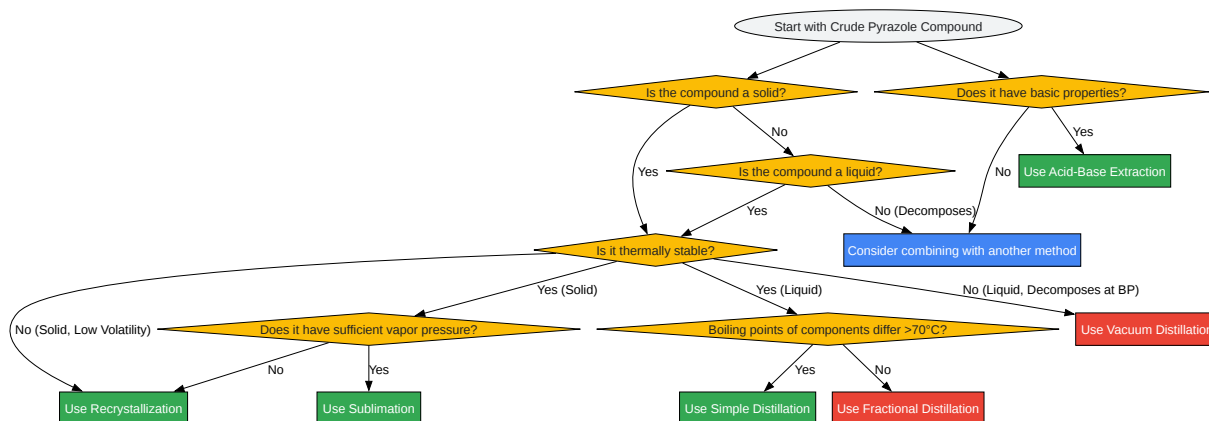 Start with Crude Pyrazole Compound
Is the compound a solid?
Does it have basic properties?
No
Yes
Is the compound a liquid?
Use Acid-Base Extraction
Yes
No
Yes
No (Decomposes)
Is it thermally stable?
Consider combining with another method
Yes (Solid)
Yes (Liquid)
No (Liquid, Decomposes at BP)
No (Solid, Low Volatility)
Does it have sufficient vapor pressure?
Boiling points of components differ >70°C?
Use Vacuum Distillation
No
Yes
Yes
No
Use Recrystallization
Use Sublimation
Use Simple Distillation
Use Fractional Distillation